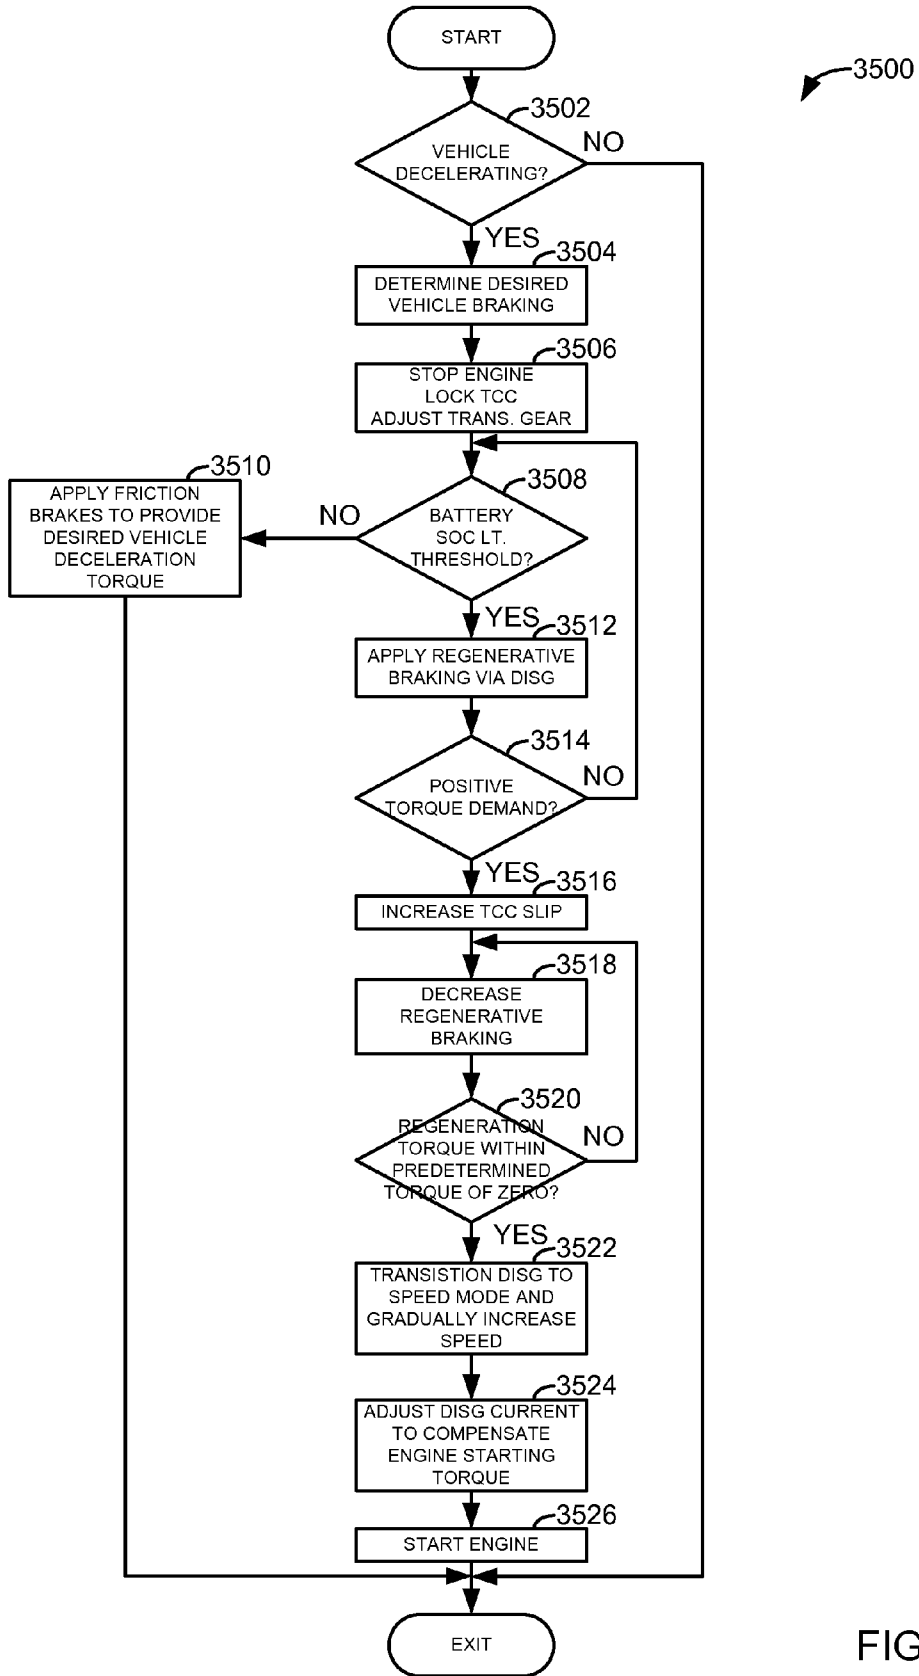 START
3500
3502
VEHICLE
DECELERATING?
NO
YES
3504
DETERMINE DESIRED
VEHICLE BRAKING
3506
STOP ENGINE
LOCK TCC
ADJUST TRANS. GEAR
3508
BATTERY
SOC LT.
THRESHOLD?
NO
3510
APPLY FRICTION
BRAKES TO PROVIDE
DESIRED VEHICLE
DECELERATION
TORQUE
YES
3512
APPLY REGENERATIVE
BRAKING VIA DISG
3514
POSITIVE
TORQUE DEMAND?
NO
YES
3516
INCREASE TCC SLIP
3518
DECREASE
REGENERATIVE
BRAKING
3520
REGENERATION
TORQUE WITHIN
PREDETERMINED
TORQUE OF ZERO?
NO
YES
3522
TRANSISTION DISG TO
SPEED MODE AND
GRADUALLY INCREASE
SPEED
3524
ADJUST DISG CURRENT
TO COMPENSATE
ENGINE STARTING
TORQUE
3526
START ENGINE
EXIT
FIG